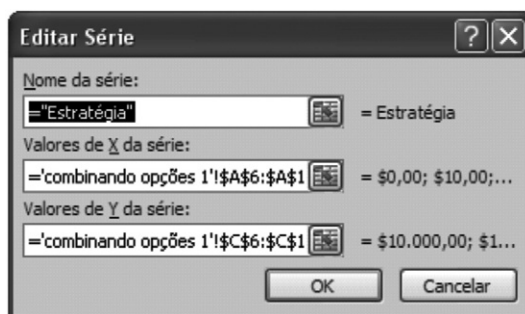 Editar Série
Nome da série:
="Estratégia" = Estratégia
Valores de X da série:
='combinando opções 1'!$A$6:$A$1 = $0,00; $10,00;...
Valores de Y da série:
='combinando opções 1'!$C$6:$C$1 = $10.000,00; $1...
OK Cancelar